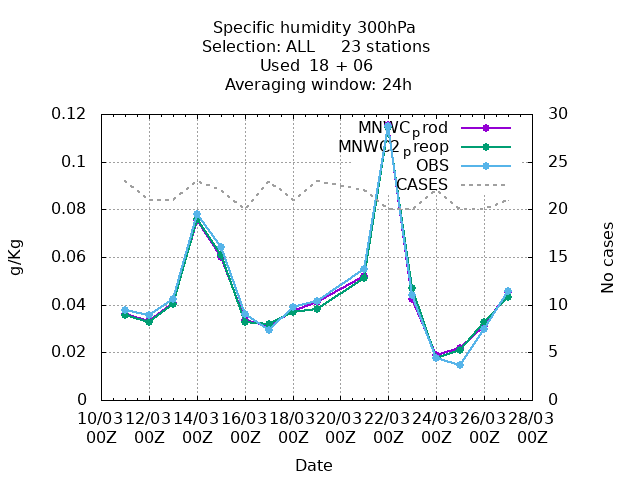 Specific humidity 300hPa
Selection: ALL 23 stations
Used 18 + 06
Averaging window: 24h
0.12
0.1
0.08
0.06
0.04
0.02
0
30
25
20
15
10
5
0
g/Kg
No cases
MNWC_prod
MNWC2_preop
OBS
CASES
10/03 12/03 14/03 16/03 18/03 20/03 22/03 24/03 26/03 28/03
00Z 00Z 00Z 00Z 00Z 00Z 00Z 00Z 00Z 00Z
Date